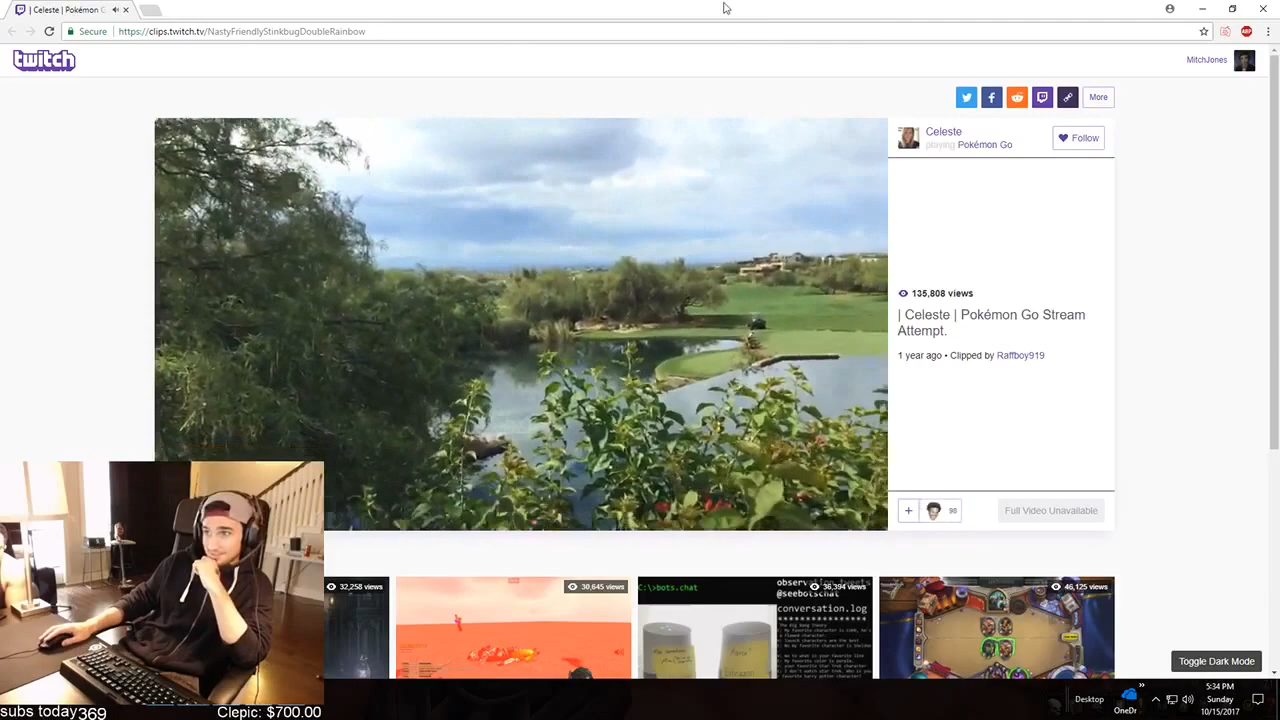 | Celeste | Pokémon G
Secure
https://clips.twitch.tv/NastyFriendlyStinkbugDoubleRainbow
ABP
twitch
MitchJones
More
Celeste
playing Pokémon Go
Follow
135,808 views
| Celeste | Pokémon Go Stream
Attempt.
1 year ago • Clipped by Raffboy919
+
98
Full Video Unavailable
32,258 views
30,645 views
C:\>bots.chat
36,394 views
@seebotschat
conversation.log
46,125 views
Toggle Dark Mode
subs today369
Clepic: $700.00
Desktop
OneDr
5:34 PM
Sunday
10/15/2017